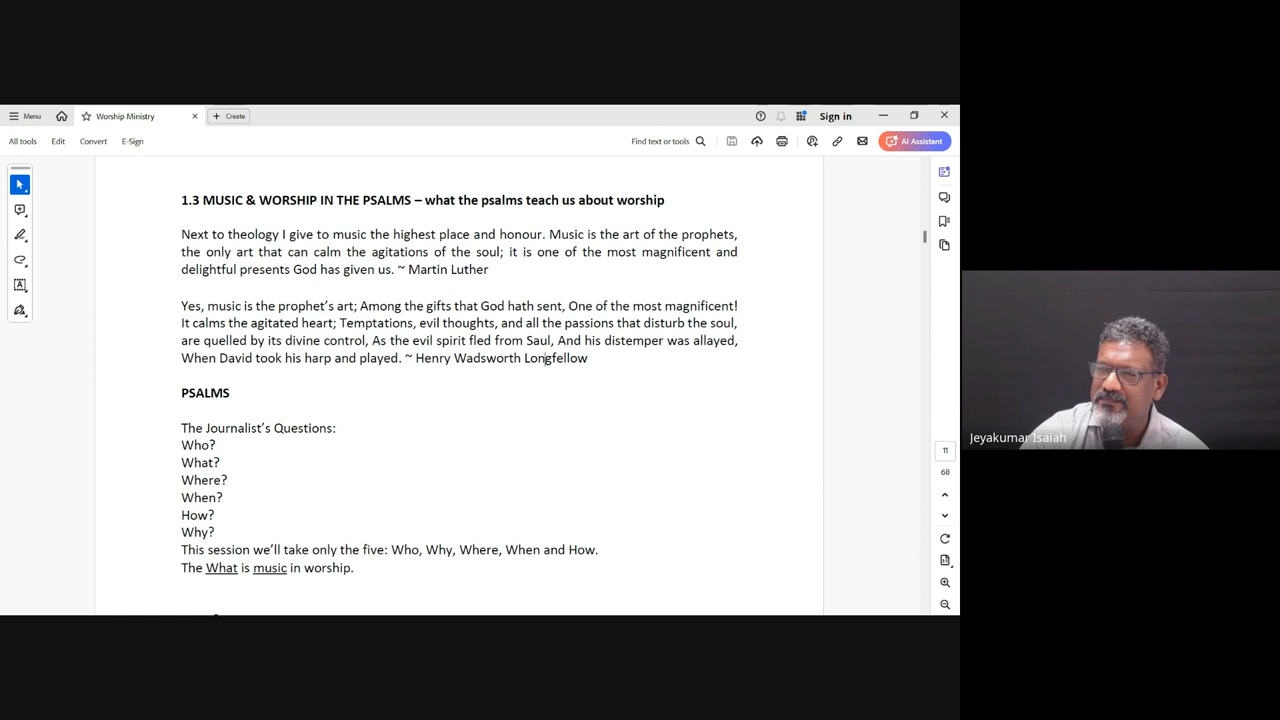 Menu
Worship Ministry
Create
Sign in
All tools
Edit
Convert
E-Sign
Find text or tools
AI Assistant
1.3 MUSIC & WORSHIP IN THE PSALMS – what the psalms teach us about worship
Next to theology I give to music the highest place and honour. Music is the art of the prophets,
the only art that can calm the agitations of the soul; it is one of the most magnificent and
delightful presents God has given us. ~ Martin Luther
Yes, music is the prophet's art; Among the gifts that God hath sent, One of the most magnificent!
It calms the agitated heart; Temptations, evil thoughts, and all the passions that disturb the soul,
are quelled by its divine control, As the evil spirit fled from Saul, And his distemper was allayed,
When David took his harp and played. ~ Henry Wadsworth Longfellow
PSALMS
The Journalist's Questions:
Who?
What?
Where?
When?
How?
Why?
This session we'll take only the five: Who, Why, Where, When and How.
The What is music in worship.
11
68
Jeyakumar Isaiah